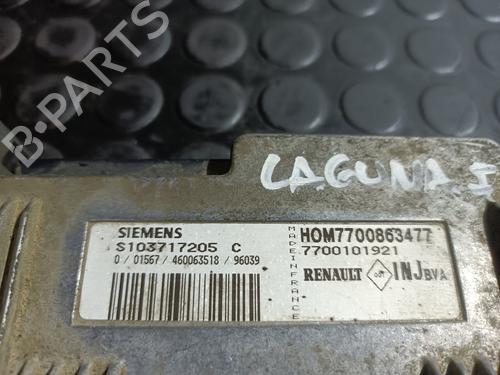 B-PARTS
LAGUNA I
SIEMENS
S103717205 C
0 / 01567 / 460063518 / 96039
MADE IN FRANCE
HOM7700863477
7700101921
RENAULT INJ BVA